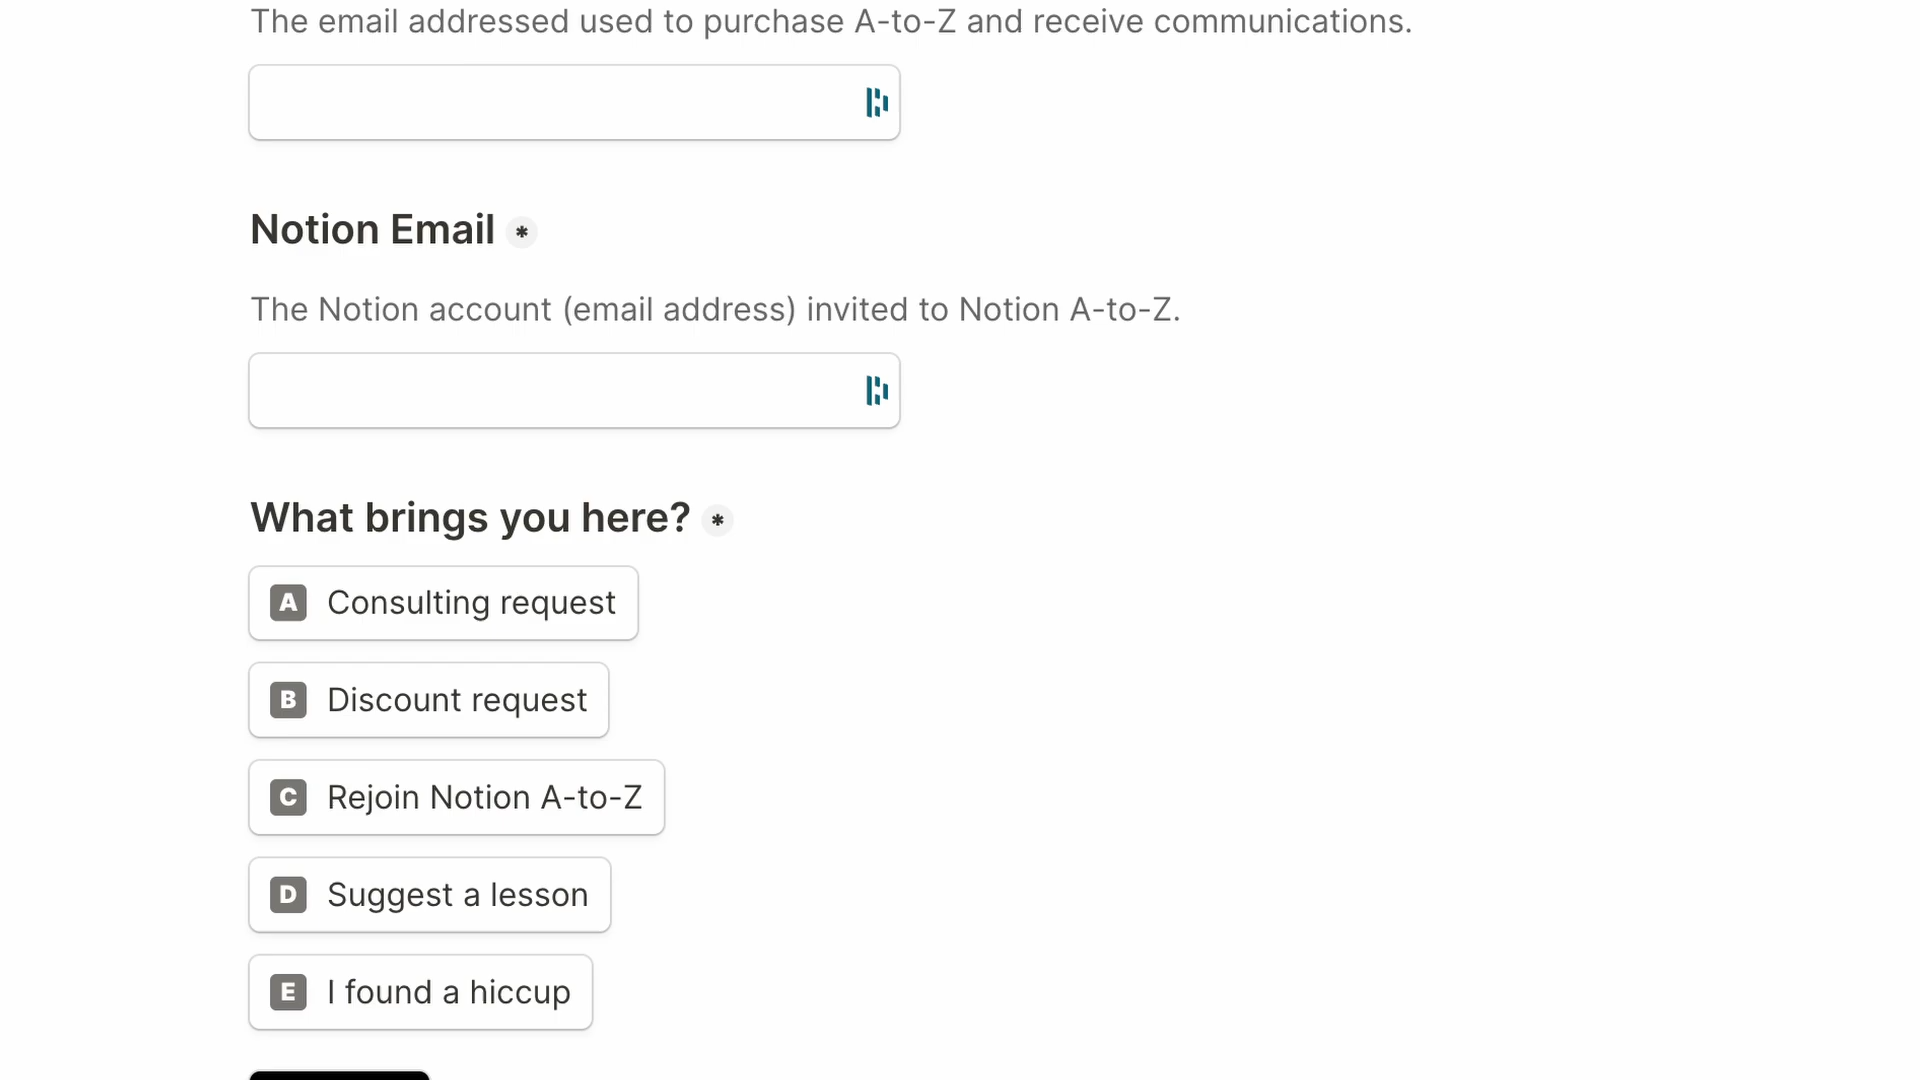 The email addressed used to purchase A-to-Z and receive communications.
Notion Email *
The Notion account (email address) invited to Notion A-to-Z.
What brings you here? *
A Consulting request
B Discount request
C Rejoin Notion A-to-Z
D Suggest a lesson
E I found a hiccup